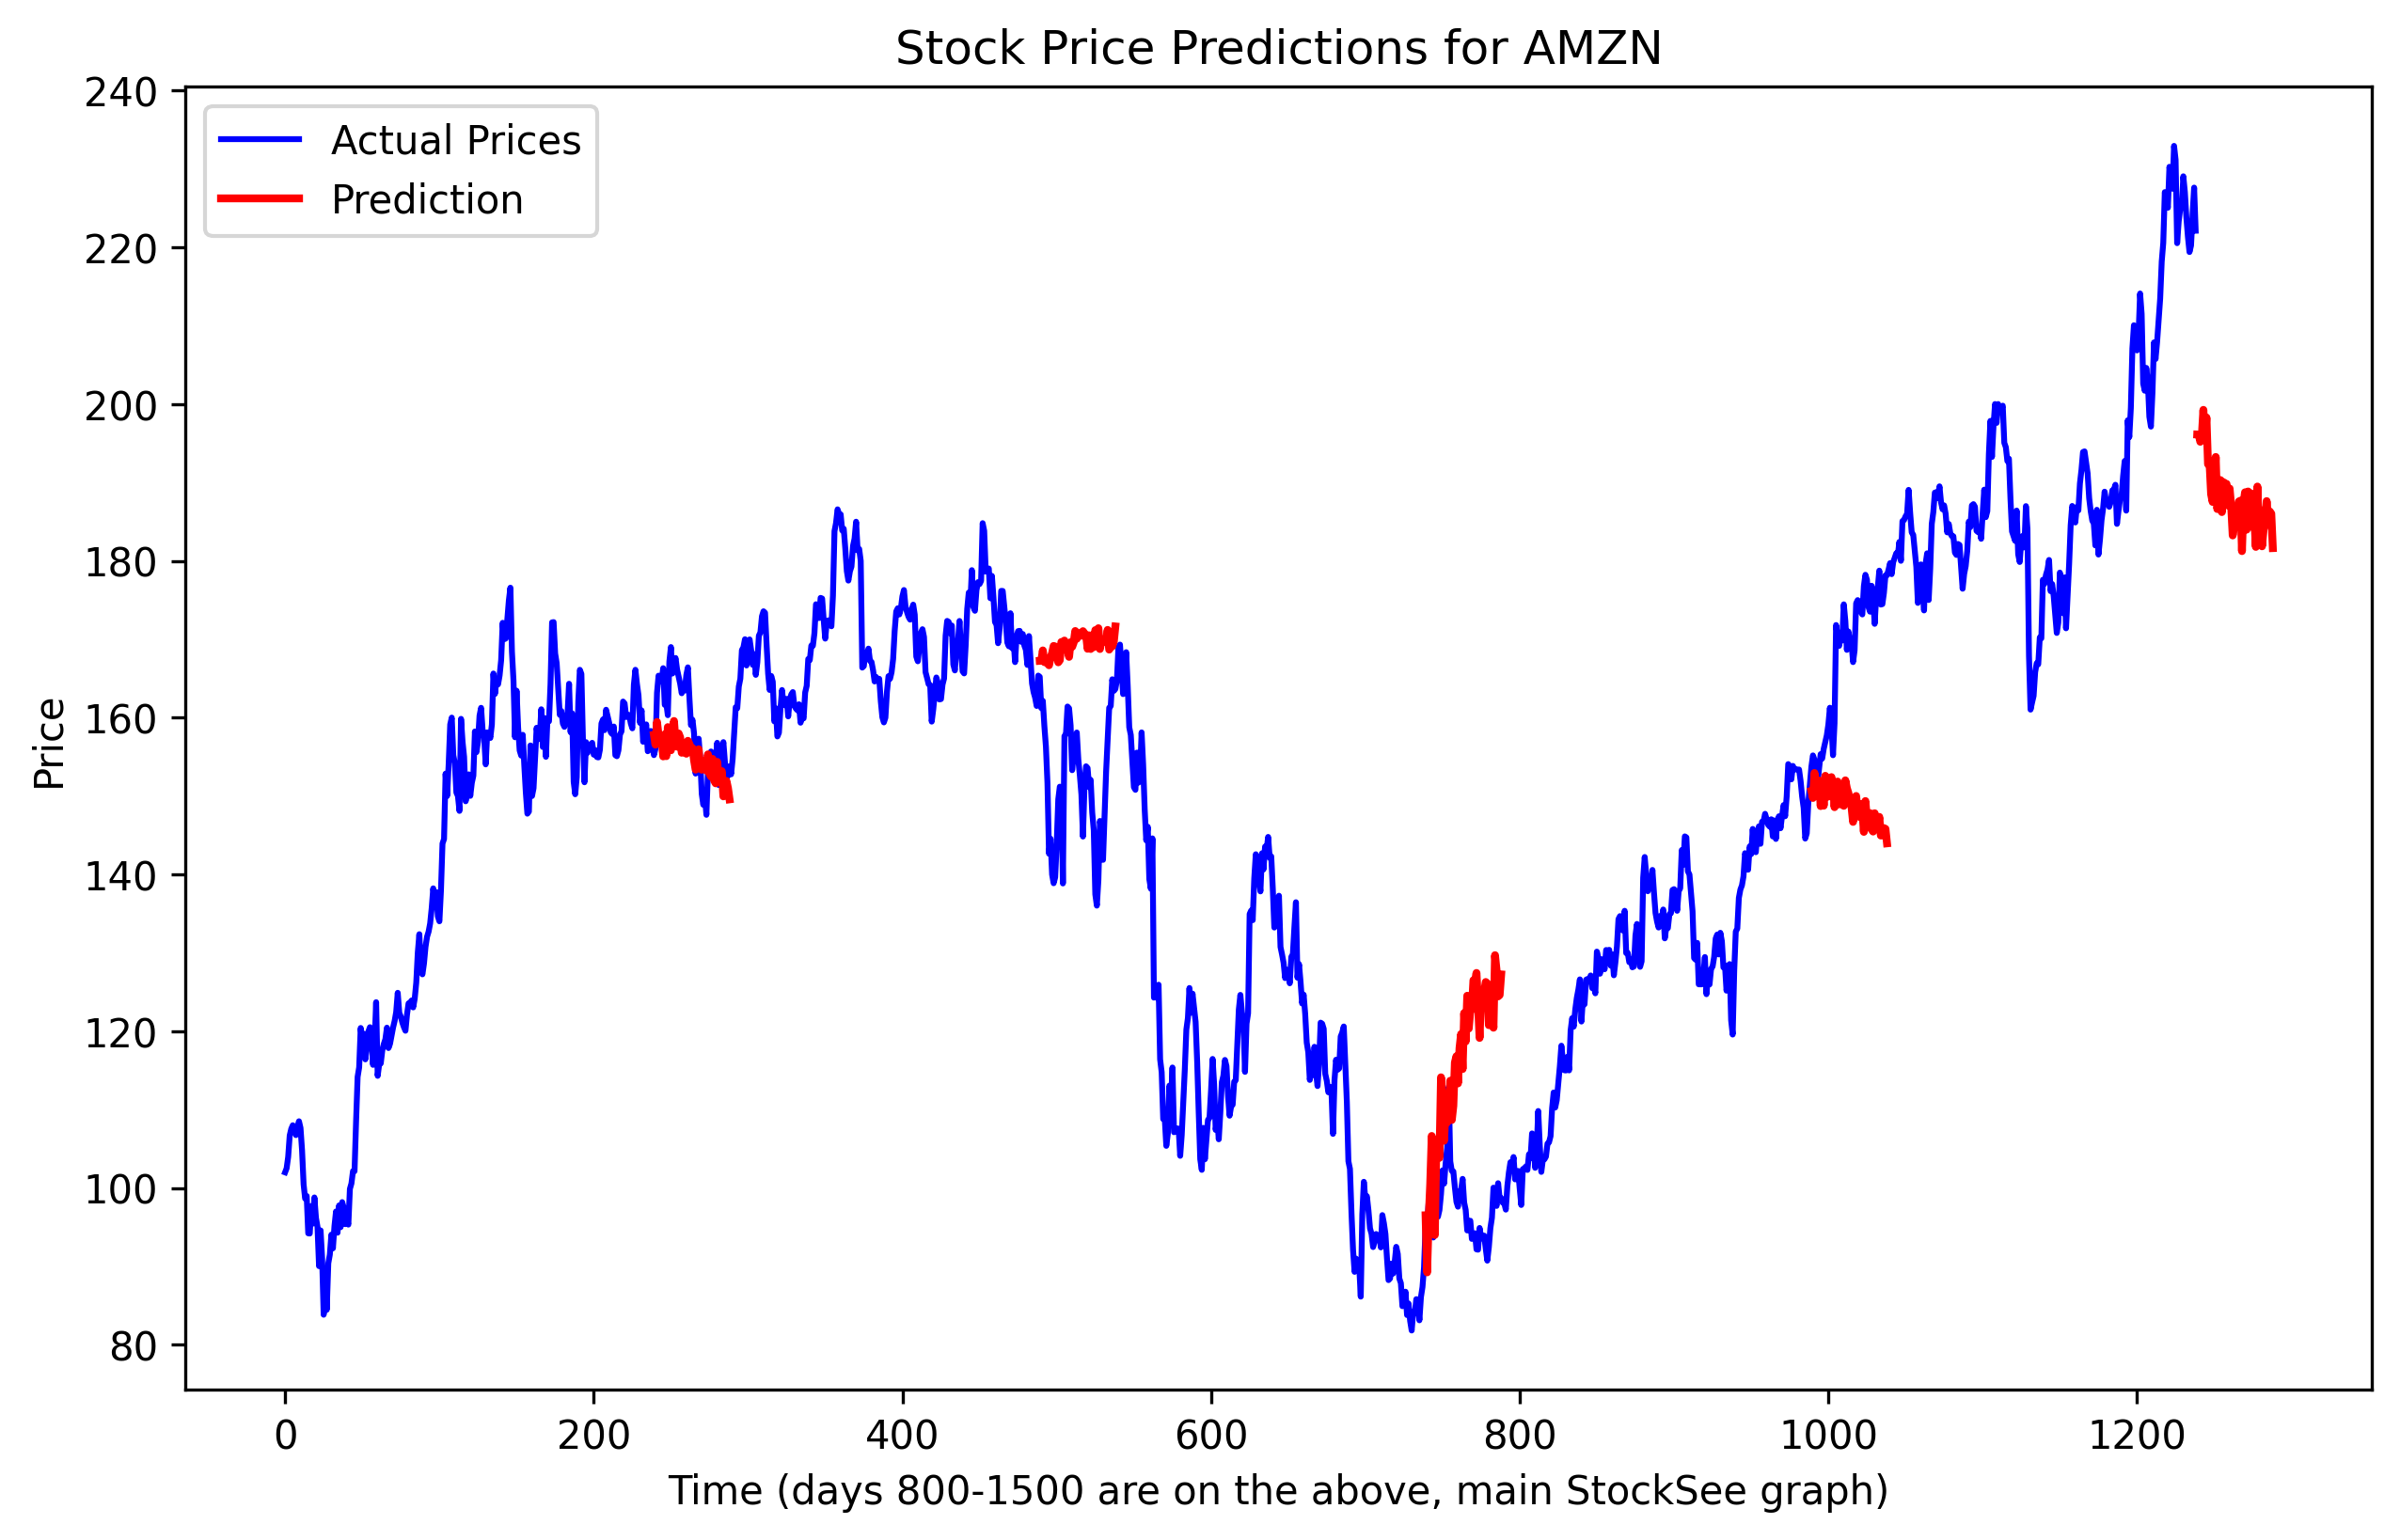 Stock Price Predictions for AMZN
Actual Prices
Prediction
240
220
200
180
160
140
120
100
80
Price
0 200 400 600 800 1000 1200
Time (days 800-1500 are on the above, main StockSee graph)